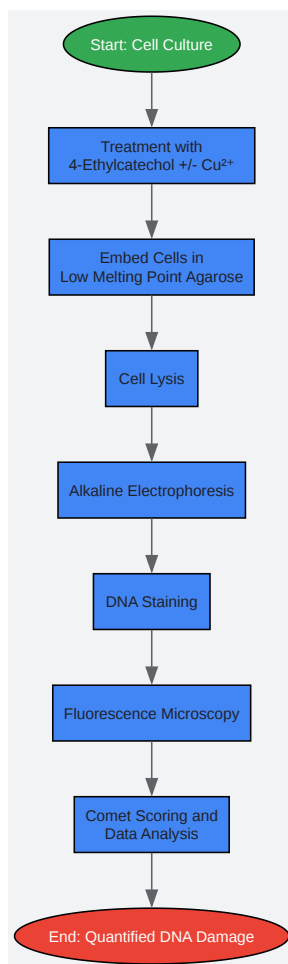 Start: Cell Culture
Treatment with
4-Ethylcatechol +/- Cu²⁺
Embed Cells in
Low Melting Point Agarose
Cell Lysis
Alkaline Electrophoresis
DNA Staining
Fluorescence Microscopy
Comet Scoring and
Data Analysis
End: Quantified DNA Damage